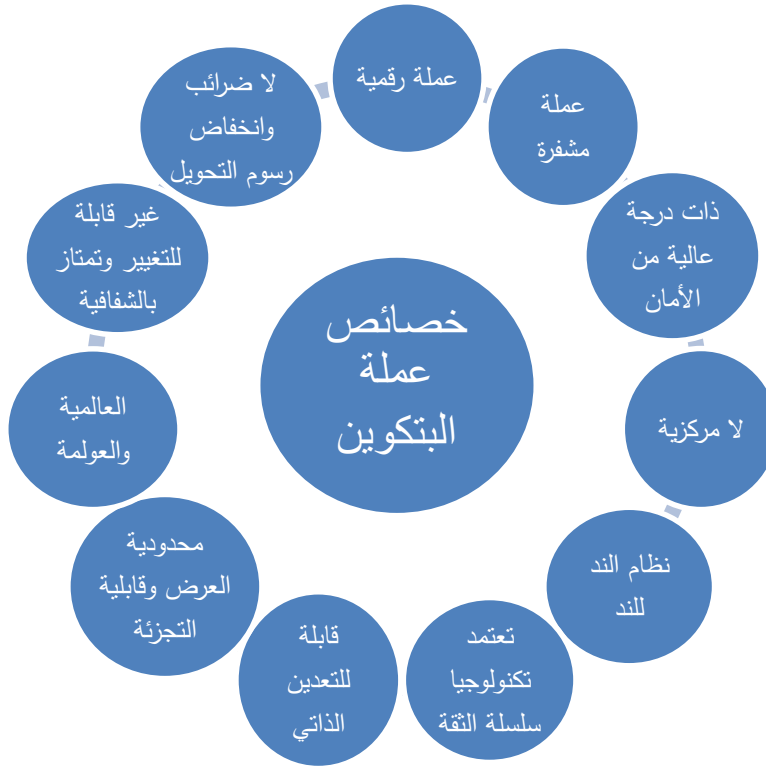 خصائص
عملة
البتكوين
عملة رقمية
عملة
مشفرة
ذات درجة
عالية من
الأمان
لا مركزية
نظام الند
للند
تعتمد
تكنولوجيا
سلسلة الثقة
قابلة
للتعدين
الذاتي
محدودية
العرض وقابلية
التجزئة
العالمية
والعولمة
غير قابلة
للتغيير وتمتاز
بالشفافية
لا ضرائب
وانخفاض
رسوم التحويل